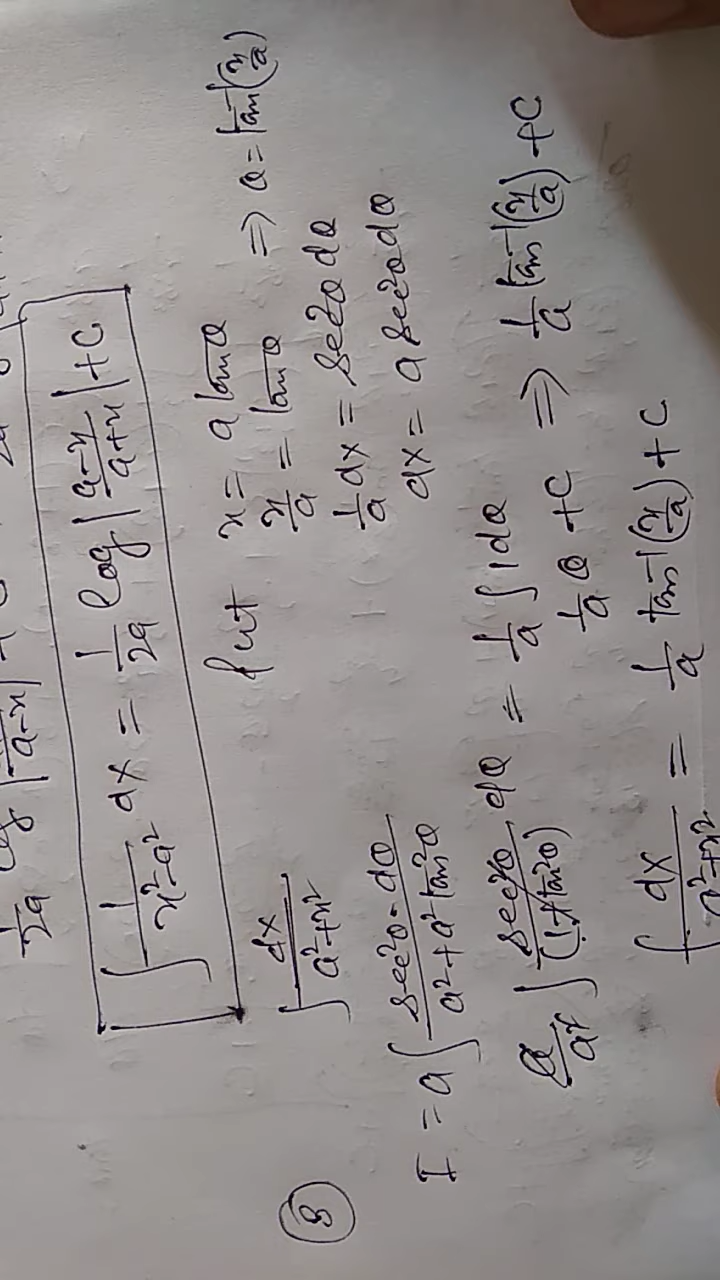 1/2a log |
∫ 1/(x²-a²) dx = 1/2a log |(a-x)/(a+x)| + C
③ ∫ dx/(a²+x²) Put x = a tanθ
x/a = tanθ ⇒ θ = tan⁻¹(x/a)
1/a dx = sec²θ dθ
dx = a sec²θ dθ
I = a ∫ sec²θ·dθ/(a²+a² tan²θ)
a/a² ∫ sec²θ/(1+tan²θ) dθ = 1/a ∫ 1 dθ
1/a θ + C ⇒ 1/a tan⁻¹(x/a) + C
∫ dx/(a²+x²) = 1/a tan⁻¹(x/a) + C